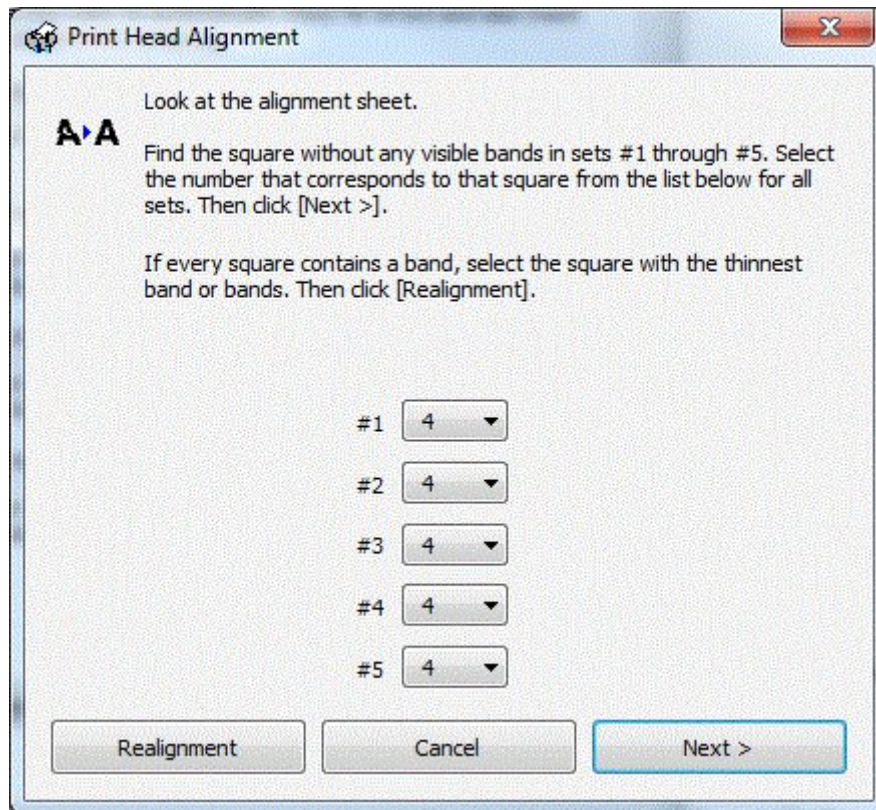 Print Head Alignment
Look at the alignment sheet.
A A
Find the square without any visible bands in sets #1 through #5. Select
the number that corresponds to that square from the list below for all
sets. Then click [Next >].
If every square contains a band, select the square with the thinnest
band or bands. Then click [Realignment].
#1 4
#2 4
#3 4
#4 4
#5 4
Realignment Cancel Next >